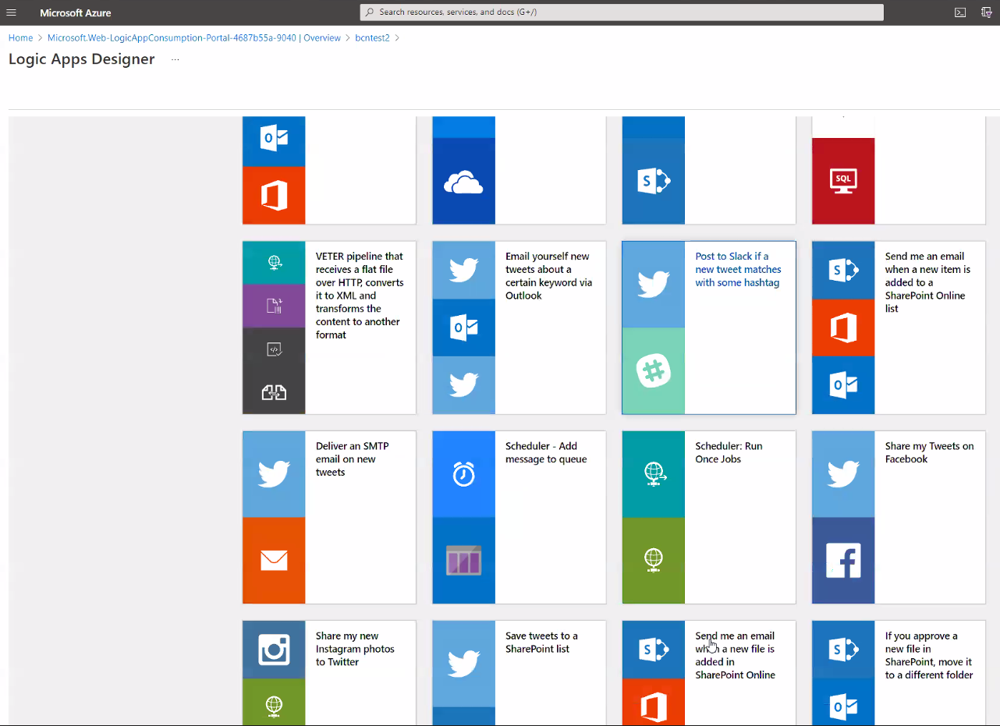 Microsoft Azure
Search resources, services, and docs (G+/)
Home > Microsoft.Web-LogicAppConsumption-Portal-4687b55a-9040 | Overview > bcntest2 >
Logic Apps Designer ...
SQL
VETER pipeline that
receives a flat file
over HTTP, converts
it to XML and
transforms the
content to another
format
Email yourself new
tweets about a
certain keyword via
Outlook
Post to Slack if a
new tweet matches
with some hashtag
Send me an email
when a new item is
added to a
SharePoint Online
list
Deliver an SMTP
email on new
tweets
Scheduler - Add
message to queue
Scheduler: Run
Once Jobs
Share my Tweets on
Facebook
Share my new
Instagram photos
to Twitter
Save tweets to a
SharePoint list
Send me an email
when a new file is
added in
SharePoint Online
If you approve a
new file in
SharePoint, move it
to a different folder